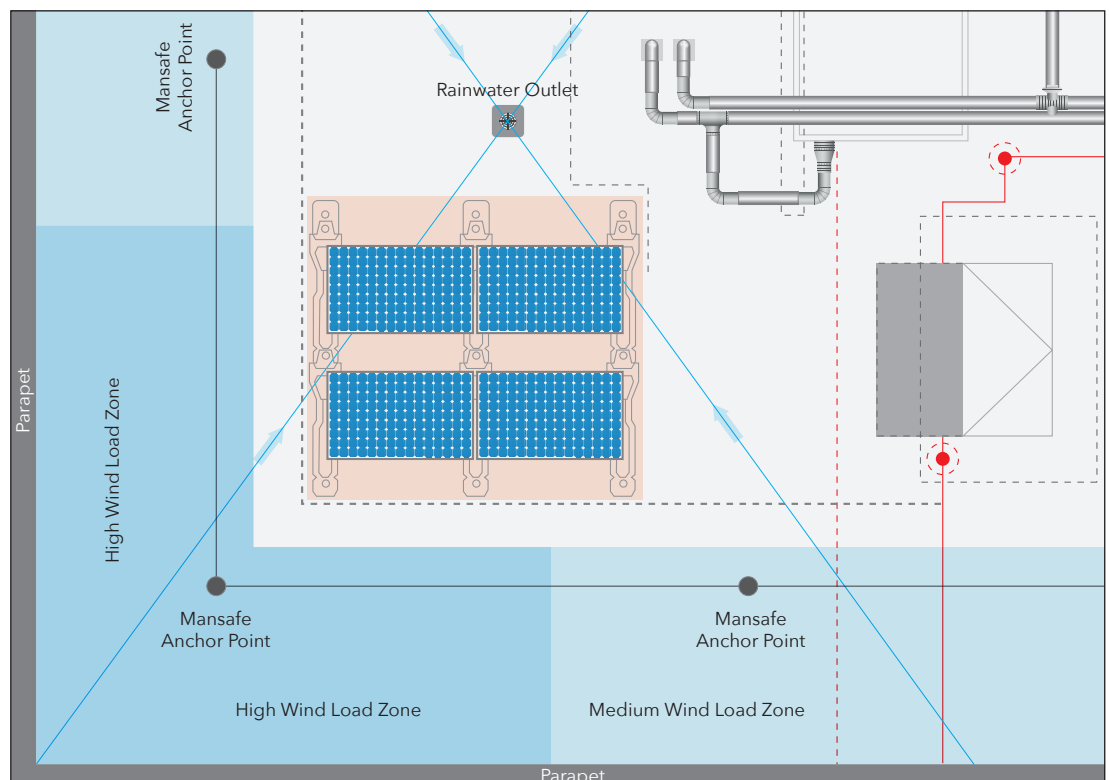 Mansafe
Anchor Point
Rainwater Outlet
Parapet
High Wind Load Zone
Mansafe
Anchor Point
Mansafe
Anchor Point
High Wind Load Zone
Medium Wind Load Zone
Parapet